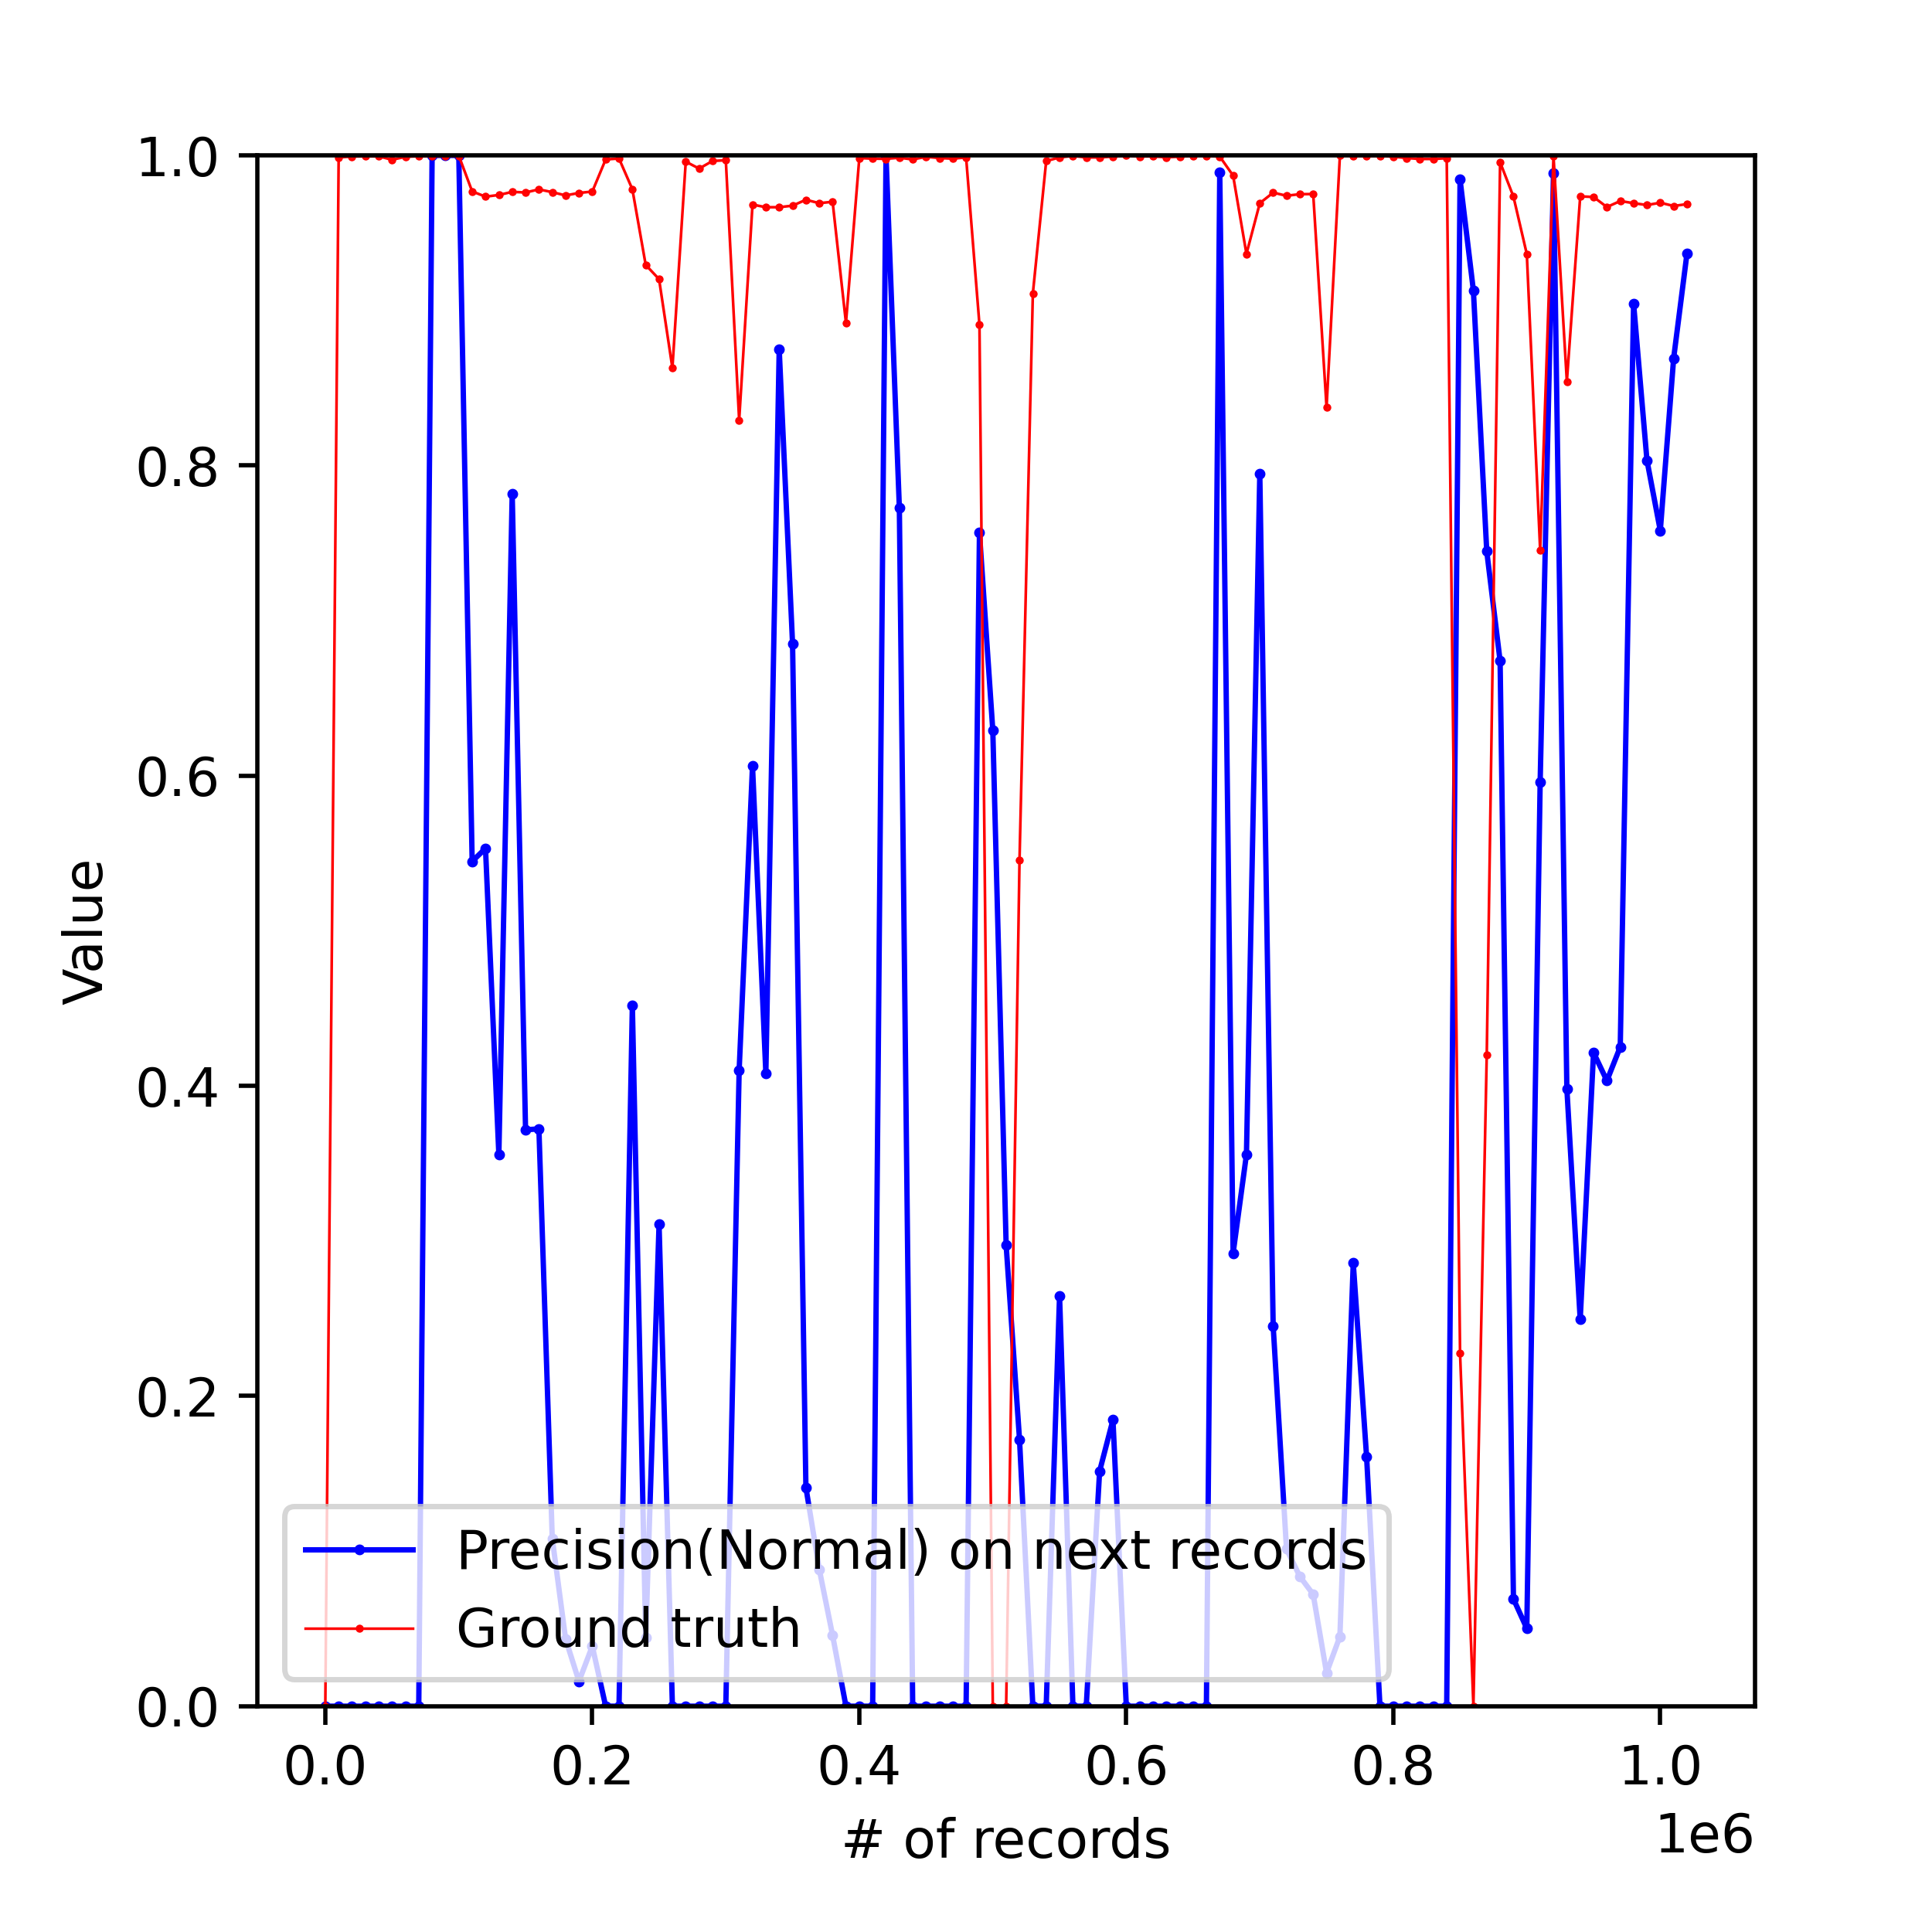 1.0
0.8
0.6
0.4
0.2
0.0
Value
Precision(Normal) on next records
Ground truth
0.0 0.2 0.4 0.6 0.8 1.0
# of records
1e6